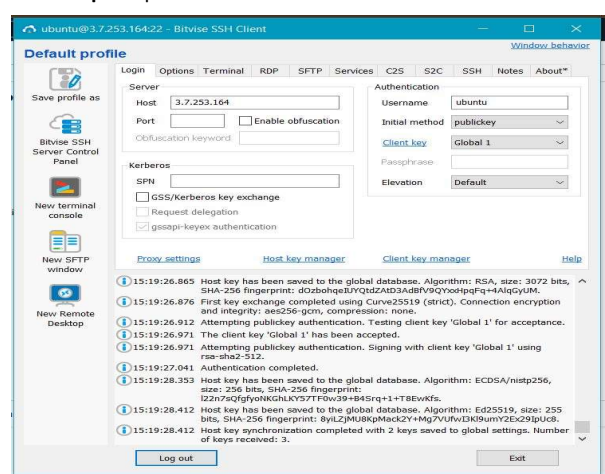 ubuntu@3.7.253.164:22 - Bitvise SSH Client
Default profile
Window behavior
Save profile as
Bitvise SSH
Server Control
Panel
New terminal
console
New SFTP
window
New Remote
Desktop
Login Options Terminal RDP SFTP Services C2S S2C SSH Notes About*
Server
Host 3.7.253.164
Port Enable obfuscation
Obfuscation keyword
Kerberos
SPN
GSS/Kerberos key exchange
Request delegation
gssapi-keyex authentication
Authentication
Username ubuntu
Initial method publickey
Client key Global 1
Passphrase
Elevation Default
Proxy settings Host key manager Client key manager Help
15:19:26.865 Host key has been saved to the global database. Algorithm: RSA, size: 3072 bits,
SHA-256 fingerprint: dOzbohqeIUYQtdZAtD3AdBfV9QYxxHpqFq+4AlqGyUM.
15:19:26.876 First key exchange completed using Curve25519 (strict). Connection encryption
and integrity: aes256-gcm, compression: none.
15:19:26.912 Attempting publickey authentication. Testing client key 'Global 1' for acceptance.
15:19:26.971 The client key 'Global 1' has been accepted.
15:19:26.971 Attempting publickey authentication. Signing with client key 'Global 1' using
rsa-sha2-512.
15:19:27.041 Authentication completed.
15:19:28.353 Host key has been saved to the global database. Algorithm: ECDSA/nistp256,
size: 256 bits, SHA-256 fingerprint:
l22n7sQfgfyoNKGhLKY57TF0w39+B4Srq+1+T8EwKfs.
15:19:28.412 Host key has been saved to the global database. Algorithm: Ed25519, size: 255
bits, SHA-256 fingerprint: 8yiLZjMU8KpMack2Y+Mg7VUfwI3Kl9umY2Ex29IpUc8.
15:19:28.412 Host key synchronization completed with 2 keys saved to global settings. Number
of keys received: 3.
Log out Exit